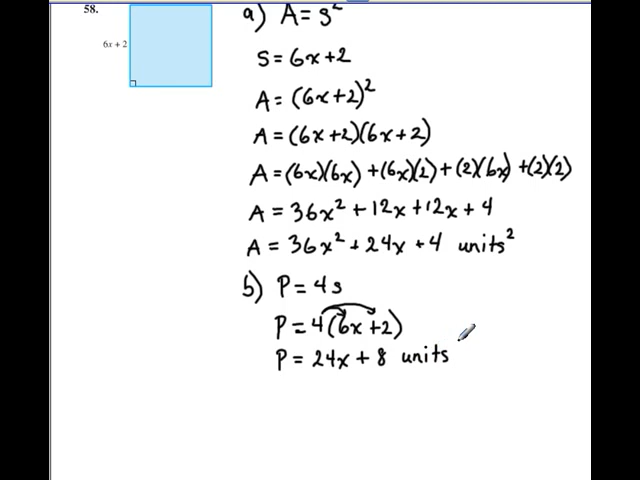 58.
6x + 2
a) A = s²
s = 6x+2
A = (6x+2)²
A = (6x+2)(6x+2)
A = (6x)(6x) + (6x)(2) + (2)(6x) + (2)(2)
A = 36x² + 12x + 12x + 4
A = 36x² + 24x + 4 units²
b) P = 4s
P = 4(6x+2)
P = 24x + 8 units